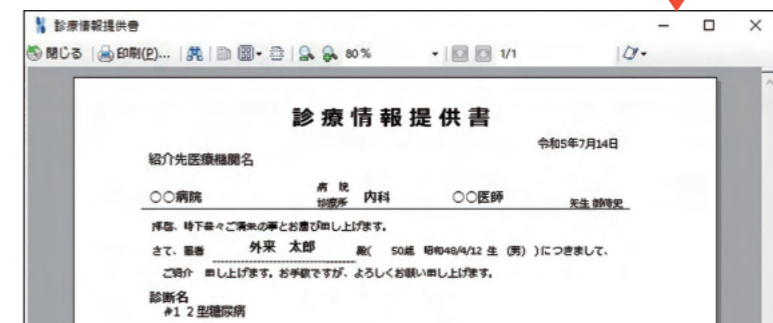 診療情報提供書
閉じる 印刷(P)... 80 % 1/1
診療情報提供書
令和5年7月14日
紹介先医療機関名
○○病院 病院 診療所 内科 ○○医師 先生 御侍史
拝啓、時下益々ご清栄の事とお慶び申し上げます。
さて、患者 外来 太郎 殿( 50歳 昭和48/4/12 生 (男) )につきまして、
ご紹介 申し上げます。お手数ですが、よろしくお願い申し上げます。
診断名
#1 2型糖尿病